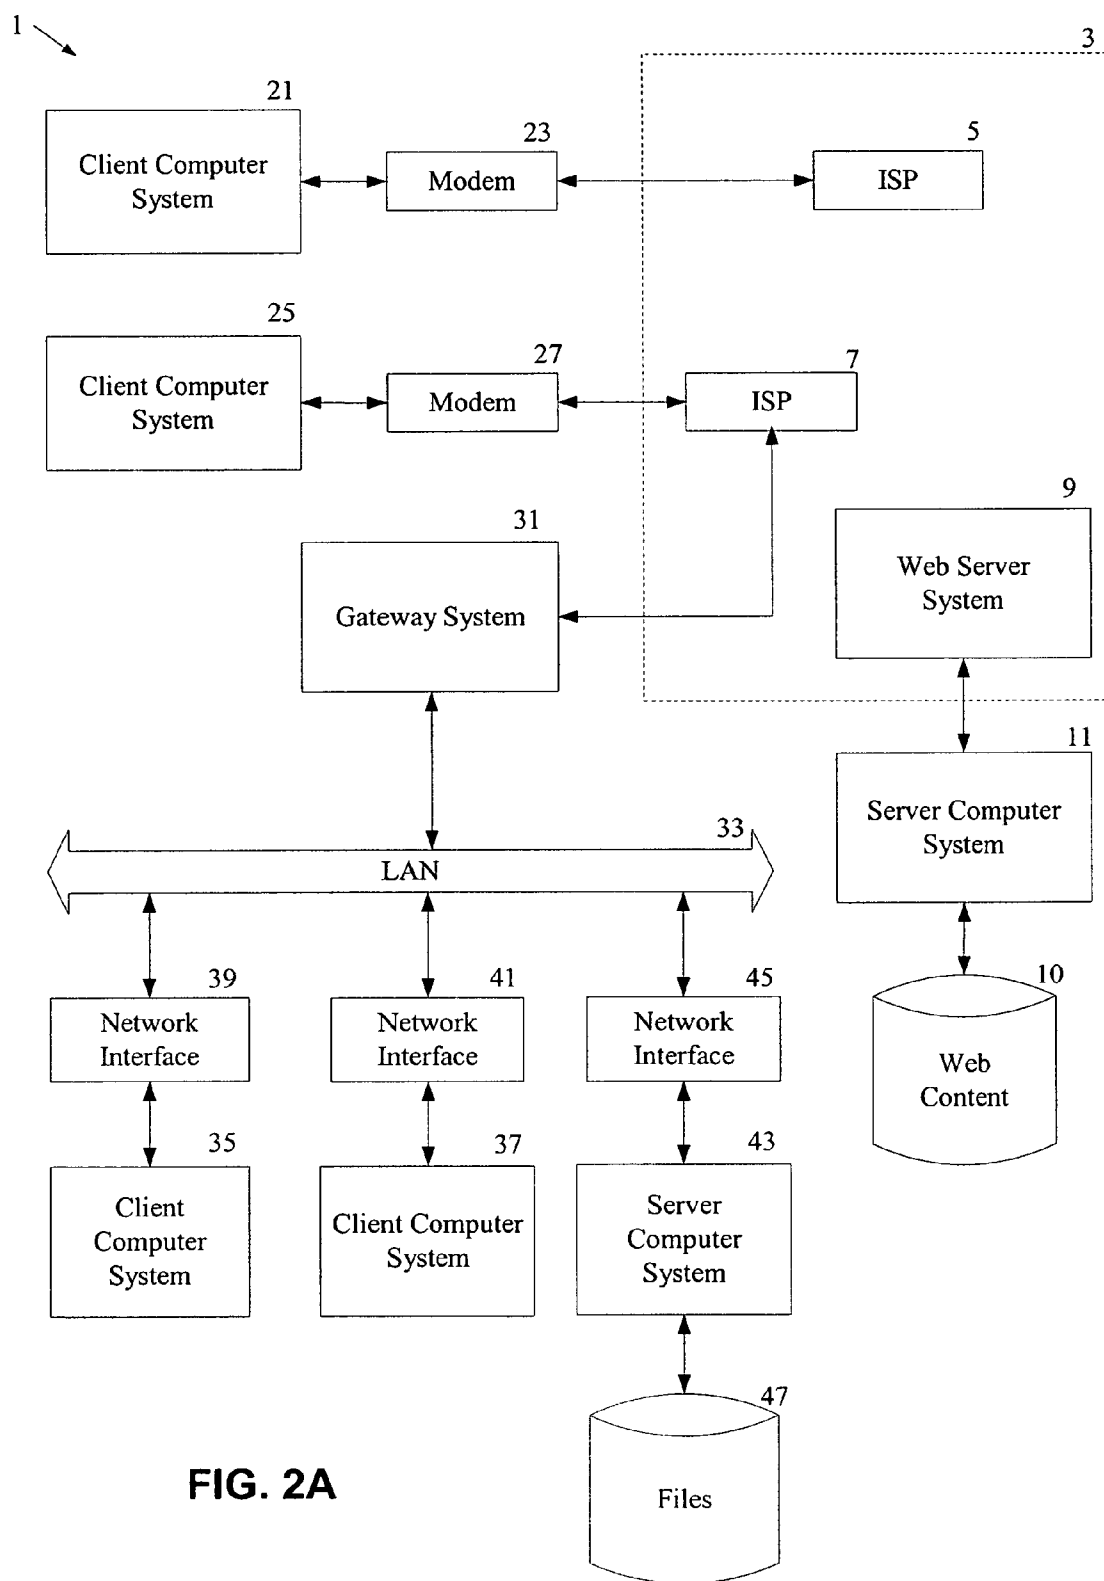 1
3
21
Client Computer
System
23
Modem
5
ISP
25
Client Computer
System
27
Modem
7
ISP
31
Gateway System
9
Web Server
System
11
Server Computer
System
33
LAN
10
Web
Content
39
Network
Interface
41
Network
Interface
45
Network
Interface
35
Client
Computer
System
37
Client Computer
System
43
Server
Computer
System
47
Files
FIG. 2A